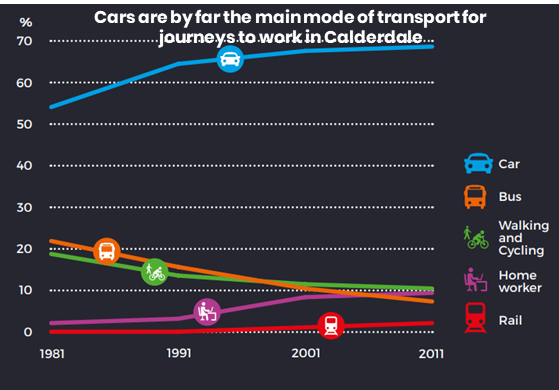 Cars are by far the main mode of transport for
journeys to work in Calderdale
%
70
60
50
40
30
20
10
0
1981
1991
2001
2011
Car
Bus
Walking
and
Cycling
Home
worker
Rail